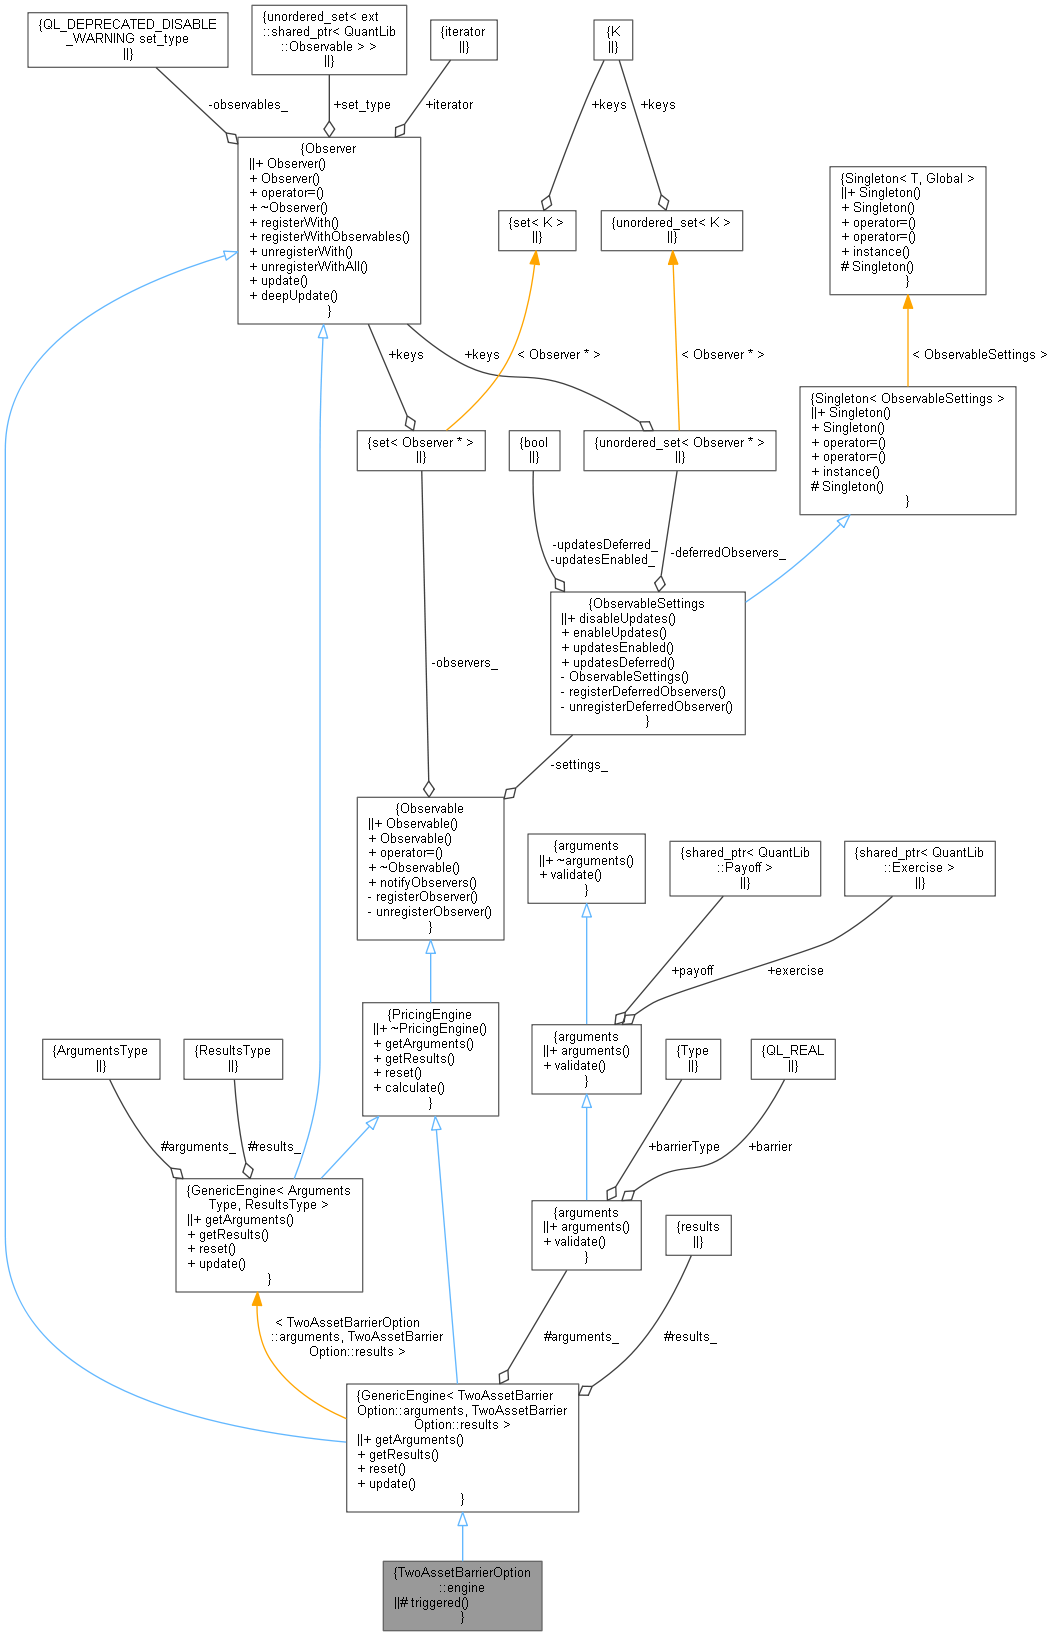 {QL_DEPRECATED_DISABLE
_WARNING set_type
||}
{unordered_set< ext
::shared_ptr< QuantLib
::Observable > >
||}
{iterator
||}
{K
||}
-observables_
+set_type
+iterator
+keys
+keys
{Observer
||+ Observer()
+ Observer()
+ operator=()
+ ~Observer()
+ registerWith()
+ registerWithObservables()
+ unregisterWith()
+ unregisterWithAll()
+ update()
+ deepUpdate()
}
{set< K >
||}
{unordered_set< K >
||}
{Singleton< T, Global >
||+ Singleton()
+ Singleton()
+ operator=()
+ operator=()
+ instance()
# Singleton()
}
+keys
+keys
< Observer * >
< Observer * >
< ObservableSettings >
{set< Observer * >
||}
{bool
||}
{unordered_set< Observer * >
||}
{Singleton< ObservableSettings >
||+ Singleton()
+ Singleton()
+ operator=()
+ operator=()
+ instance()
# Singleton()
}
-updatesDeferred_
-updatesEnabled_
-deferredObservers_
{ObservableSettings
||+ disableUpdates()
+ enableUpdates()
+ updatesEnabled()
+ updatesDeferred()
- ObservableSettings()
- registerDeferredObservers()
- unregisterDeferredObserver()
}
-observers_
-settings_
{Observable
||+ Observable()
+ Observable()
+ operator=()
+ ~Observable()
+ notifyObservers()
- registerObserver()
- unregisterObserver()
}
{arguments
||+ ~arguments()
+ validate()
}
{shared_ptr< QuantLib
::Payoff >
||}
{shared_ptr< QuantLib
::Exercise >
||}
+payoff
+exercise
{PricingEngine
||+ ~PricingEngine()
+ getArguments()
+ getResults()
+ reset()
+ calculate()
}
{arguments
||+ arguments()
+ validate()
}
{ArgumentsType
||}
{ResultsType
||}
{Type
||}
{QL_REAL
||}
#arguments_
#results_
+barrierType
+barrier
{GenericEngine< Arguments
Type, ResultsType >
||+ getArguments()
+ getResults()
+ reset()
+ update()
}
{arguments
||+ arguments()
+ validate()
}
{results
||}
< TwoAssetBarrierOption
::arguments, TwoAssetBarrier
Option::results >
#arguments_
#results_
{GenericEngine< TwoAssetBarrier
Option::arguments, TwoAssetBarrier
Option::results >
||+ getArguments()
+ getResults()
+ reset()
+ update()
}
{TwoAssetBarrierOption
::engine
||# triggered()
}